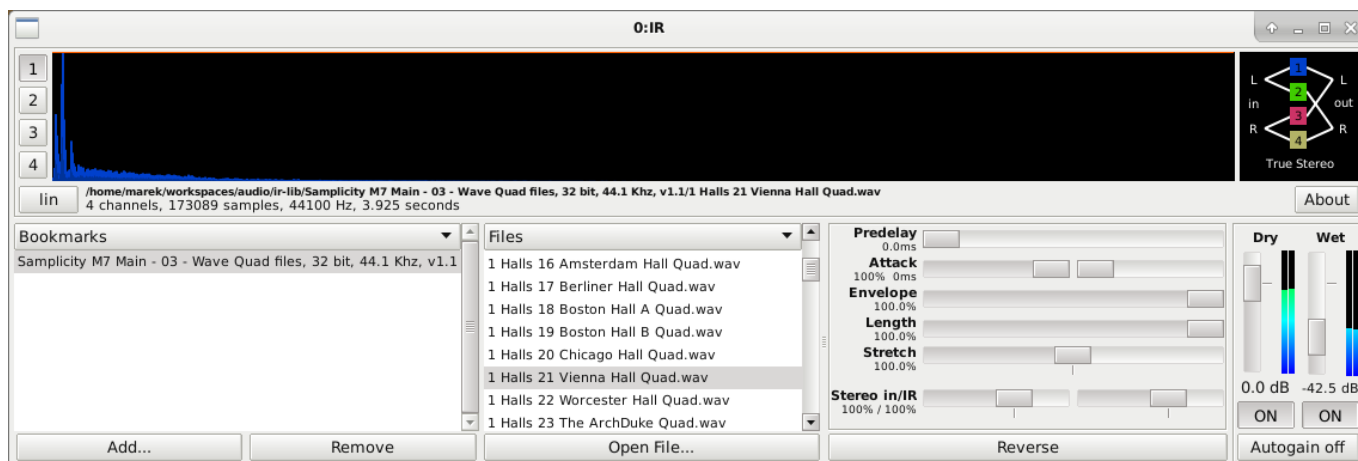 0:IR
1
2
3
4
lin
/home/marek/workspaces/audio/ir-lib/Samplicity M7 Main - 03 - Wave Quad files, 32 bit, 44.1 Khz, v1.1/1 Halls 21 Vienna Hall Quad.wav
4 channels, 173089 samples, 44100 Hz, 3.925 seconds
L 1 L
2
in out
3
R 4 R
True Stereo
About
Bookmarks
Samplicity M7 Main - 03 - Wave Quad files, 32 bit, 44.1 Khz, v1.1
Add...
Remove
Files
1 Halls 16 Amsterdam Hall Quad.wav
1 Halls 17 Berliner Hall Quad.wav
1 Halls 18 Boston Hall A Quad.wav
1 Halls 19 Boston Hall B Quad.wav
1 Halls 20 Chicago Hall Quad.wav
1 Halls 21 Vienna Hall Quad.wav
1 Halls 22 Worcester Hall Quad.wav
1 Halls 23 The ArchDuke Quad.wav
Open File...
Predelay
0.0ms
Attack
100% 0ms
Envelope
100.0%
Length
100.0%
Stretch
100.0%
Stereo in/IR
100% / 100%
Reverse
Dry Wet
0.0 dB -42.5 dB
ON ON
Autogain off